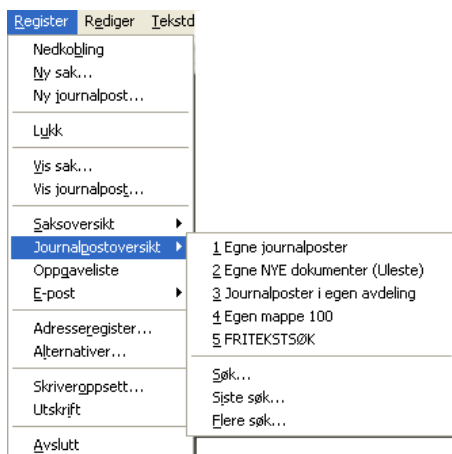 Register Rediger Tekstd
Nedkobling
Ny sak...
Ny journalpost...
Lukk
Vis sak...
Vis journalpost...
Saksoversikt
Journalpostoversikt
Oppgaveliste
E-post
Adresseregister...
Alternativer...
Skriveroppsett...
Utskrift
Avslutt
1 Egne journalposter
2 Egne NYE dokumenter (Uleste)
3 Journalposter i egen avdeling
4 Egen mappe 100
5 FRITEKSTSØK
Søk...
Siste søk...
Flere søk...